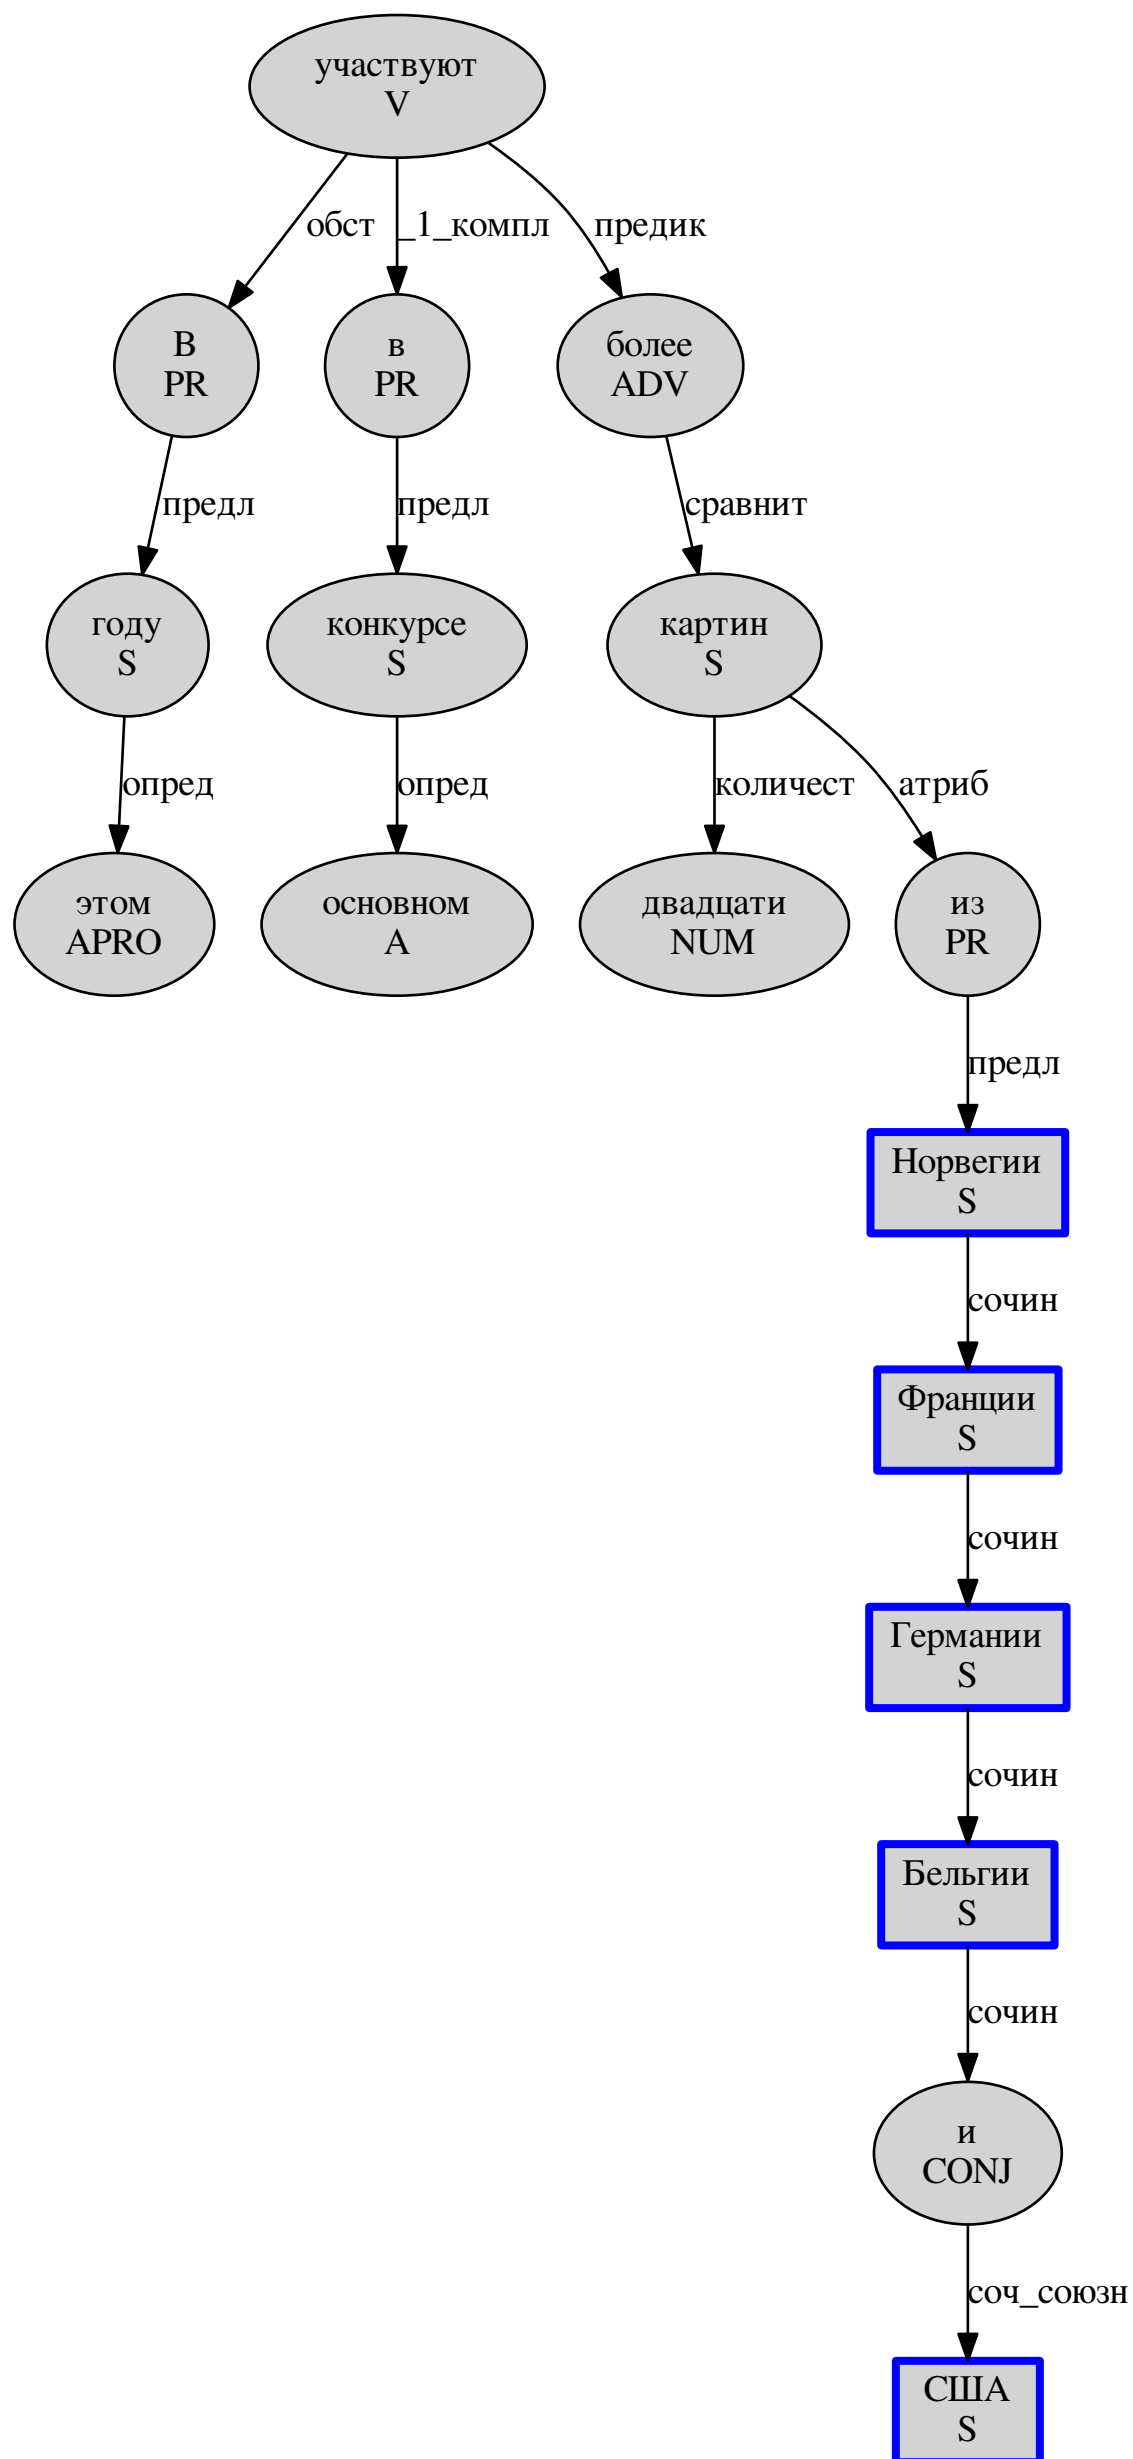 участвуют
V
обст
_1_компл
предик
В
PR
в
PR
более
ADV
предл
предл
сравнит
году
S
конкурсе
S
картин
S
опред
опред
количест
атриб
этом
APRO
основном
A
двадцати
NUM
из
PR
предл
Норвегии
S
сочин
Франции
S
сочин
Германии
S
сочин
Бельгии
S
сочин
и
CONJ
соч_союзн
США
S